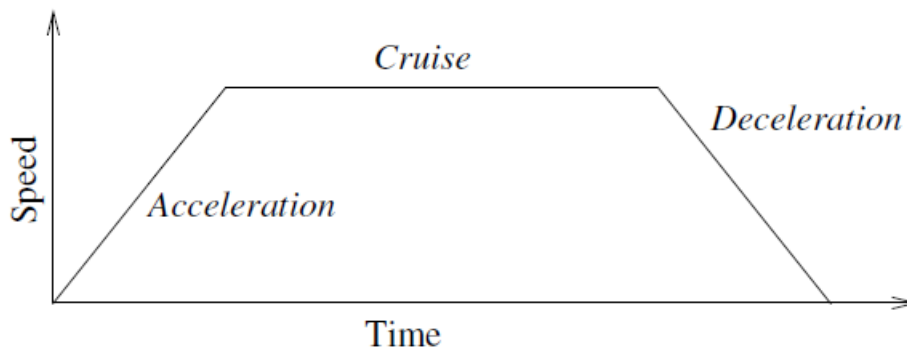 Cruise
Deceleration
Speed
Acceleration
Time